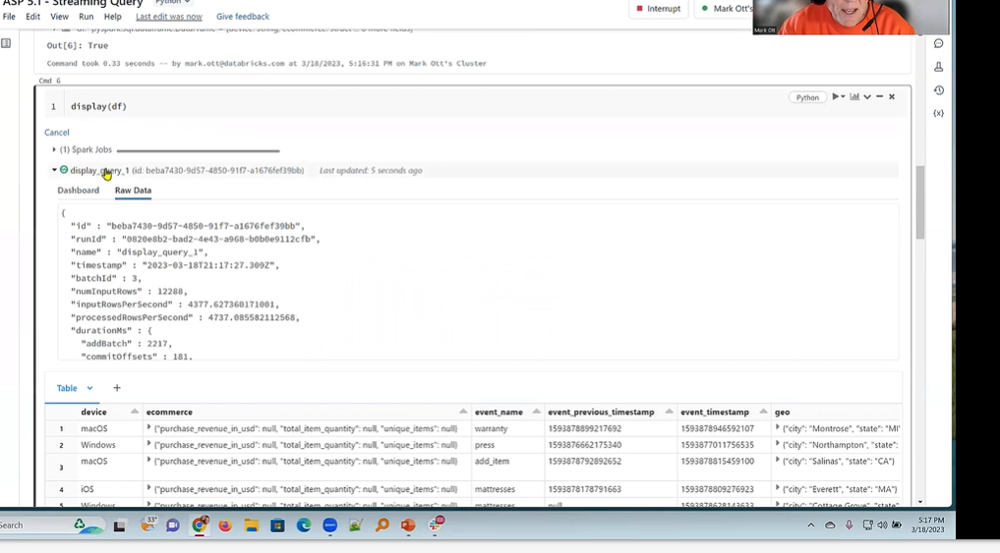 ASP 5.1 - Streaming Query Python
File Edit View Run Help Last edit was now Give feedback
Interrupt Mark Ott's
Mark Ott
Out[6]: True
Command took 0.33 seconds -- by mark.ott@databricks.com at 3/18/2023, 5:16:31 PM on Mark Ott's Cluster
Cmd 6
1 display(df)
Python
Cancel
(1) Spark Jobs
display_query_1 (id: beba7430-9d57-4850-91f7-a1676fef39bb) Last updated: 5 seconds ago
Dashboard Raw Data
{
"id" : "beba7430-9d57-4850-91f7-a1676fef39bb",
"runId" : "0820e8b2-bad2-4e43-a968-b0b0e9112cfb",
"name" : "display_query_1",
"timestamp" : "2023-03-18T21:17:27.309Z",
"batchId" : 3,
"numInputRows" : 12288,
"inputRowsPerSecond" : 4377.627360171001,
"processedRowsPerSecond" : 4737.085582112568,
"durationMs" : {
"addBatch" : 2217,
"commitOffsets" : 181,
Table +
device ecommerce event_name event_previous_timestamp event_timestamp geo
1 macOS {"purchase_revenue_in_usd": null, "total_item_quantity": null, "unique_items": null} warranty 1593878899217692 1593878946592107 {"city": "Montrose", "state": "MI"
2 Windows {"purchase_revenue_in_usd": null, "total_item_quantity": null, "unique_items": null} press 1593876662175340 1593877011756535 {"city": "Northampton", "state":
3 macOS {"purchase_revenue_in_usd": null, "total_item_quantity": null, "unique_items": null} add_item 1593878792892652 1593878815459100 {"city": "Salinas", "state": "CA"}
4 iOS {"purchase_revenue_in_usd": null, "total_item_quantity": null, "unique_items": null} mattresses 1593878178791663 1593878809276923 {"city": "Everett", "state": "MA"}
5 Windows {"purchase_revenue_in_usd": null, "total_item_quantity": null, "unique_items": null} mattresses null 1593878628143633 {"city": "Cottage Grove", "state":
Search 33° 5:17 PM
3/18/2023